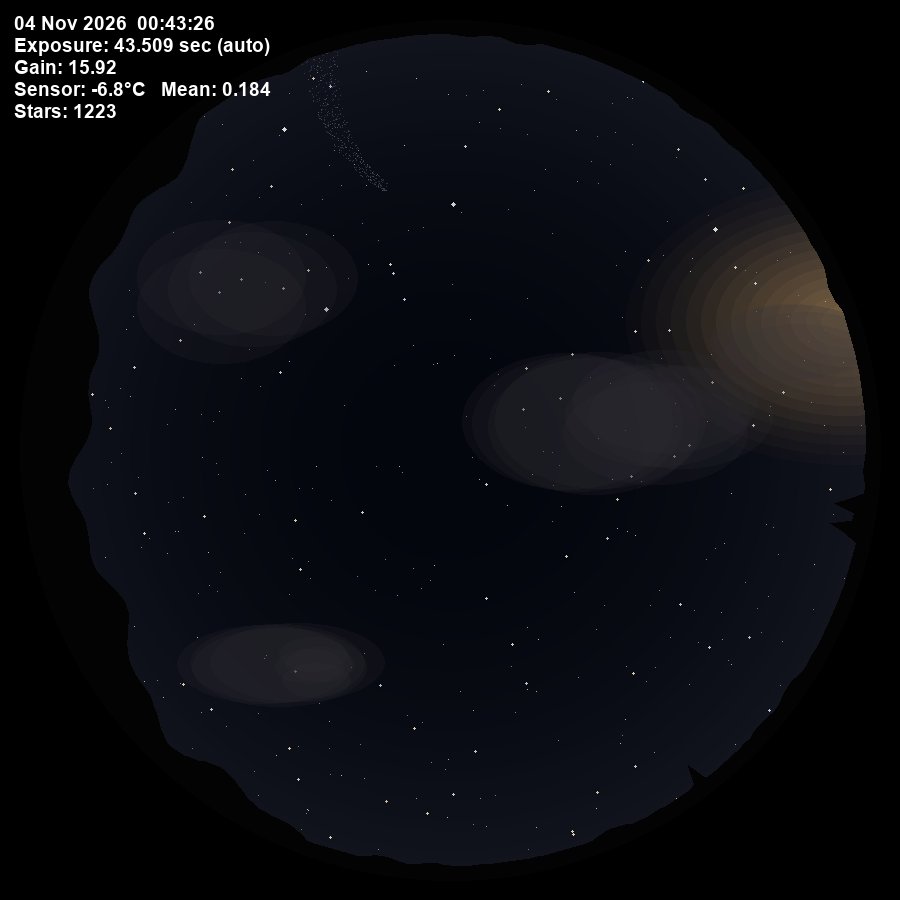 04 Nov 2026  00:43:26
Exposure: 43.509 sec (auto)
Gain: 15.92
Sensor: -6.8°C   Mean: 0.184
Stars: 1223